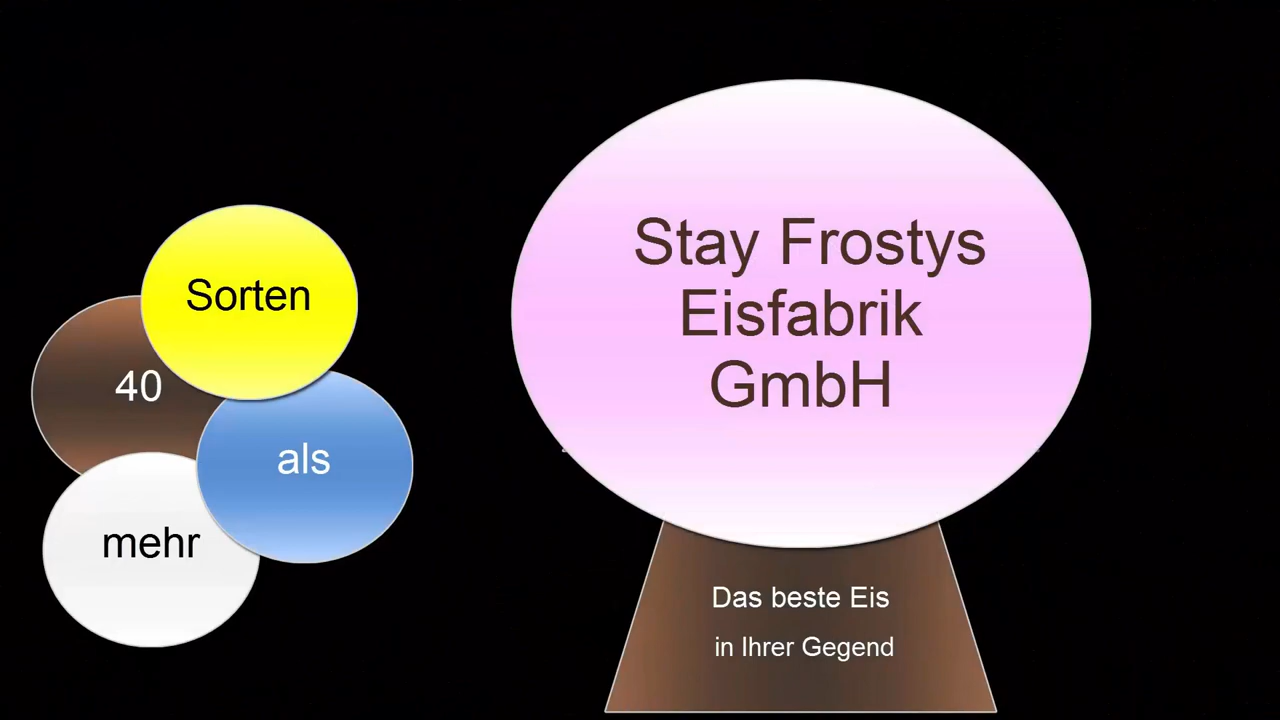 Sorten
40
als
mehr
Stay Frostys
Eisfabrik
GmbH
Das beste Eis
in Ihrer Gegend